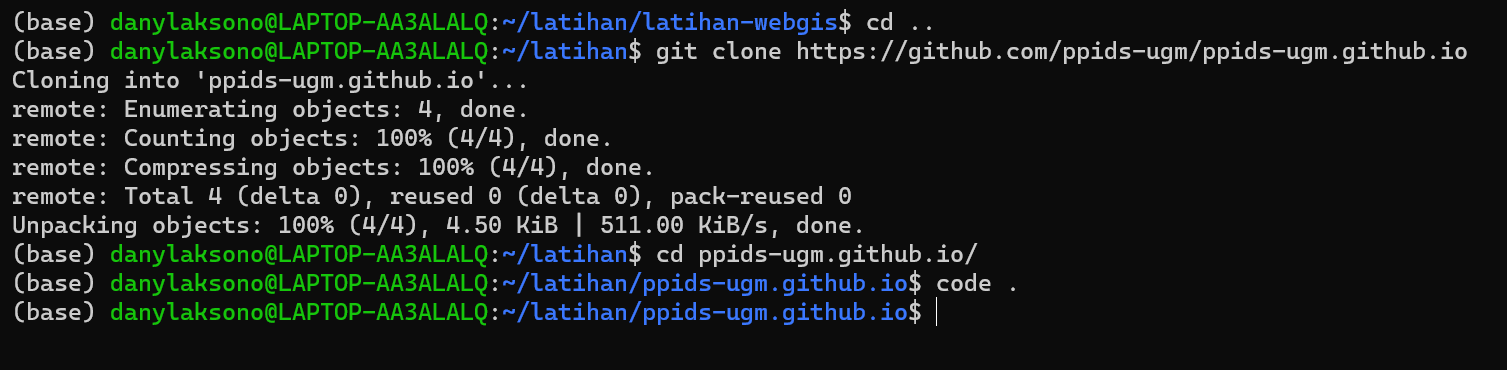 (base) danylaksono@LAPTOP-AA3ALALQ:~/latihan/latihan-webgis$ cd ..
(base) danylaksono@LAPTOP-AA3ALALQ:~/latihan$ git clone https://github.com/ppids-ugm/ppids-ugm.github.io
Cloning into 'ppids-ugm.github.io'...
remote: Enumerating objects: 4, done.
remote: Counting objects: 100% (4/4), done.
remote: Compressing objects: 100% (4/4), done.
remote: Total 4 (delta 0), reused 0 (delta 0), pack-reused 0
Unpacking objects: 100% (4/4), 4.50 KiB | 511.00 KiB/s, done.
(base) danylaksono@LAPTOP-AA3ALALQ:~/latihan$ cd ppids-ugm.github.io/
(base) danylaksono@LAPTOP-AA3ALALQ:~/latihan/ppids-ugm.github.io$ code .
(base) danylaksono@LAPTOP-AA3ALALQ:~/latihan/ppids-ugm.github.io$